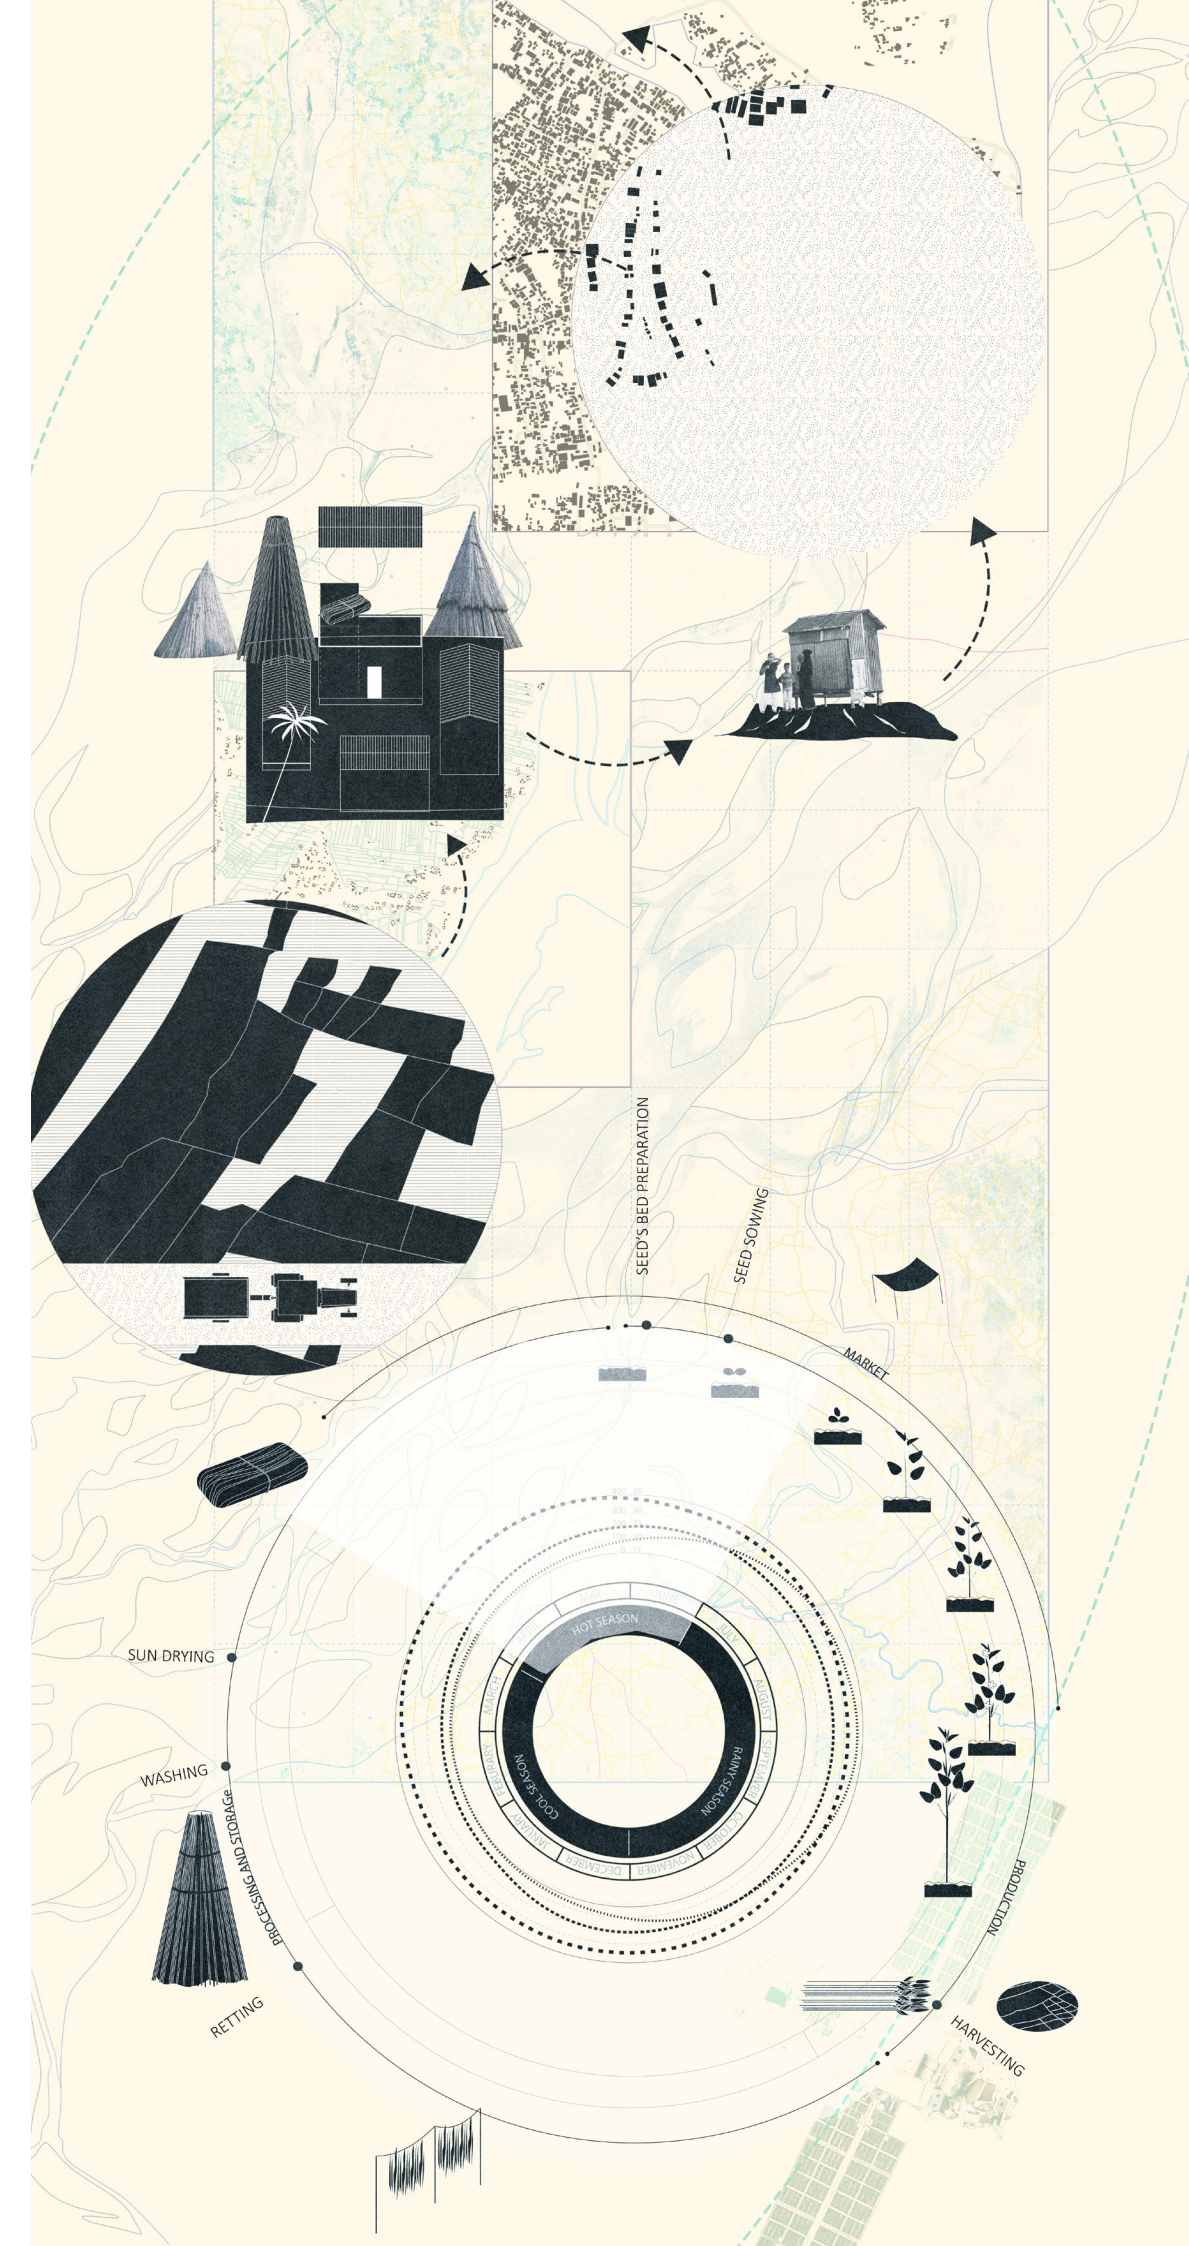 SEED'S BED PREPARATION
SEED SOWING
MARKET
HOT SEASON
JULY
AUGUST
SEPTEMBER
OCTOBER
NOVEMBER
DECEMBER
JANUARY
MARCH
RAINY SEASON
COOL SEASON
SUN DRYING
WASHING
PROCESSING AND STORAGE
RETTING
PRODUCTION
HARVESTING